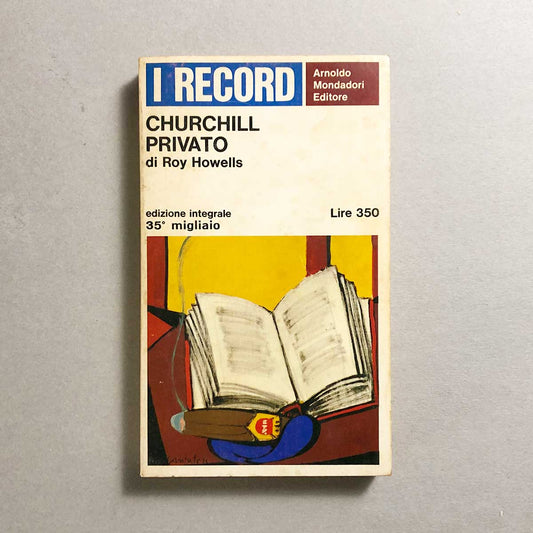 I RECORD
Arnoldo
Mondadori
Editore
CHURCHILL
PRIVATO
di Roy Howells
edizione integrale
35° migliaio
Lire 350